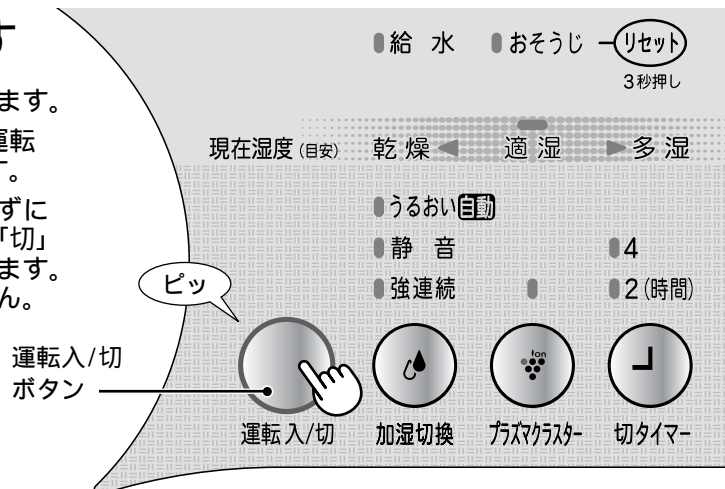 す
ます。
運転
す。
ずに
「切」
ます。
ん。
運転入/切
ボタン
ピッ
給 水 おそうじ リセット
3秒押し
現在湿度(目安) 乾燥 適湿 多湿
うるおい自動
静 音 4
強連続 2(時間)
ion
運転入/切 加湿切換 プラズマクラスター 切タイマー